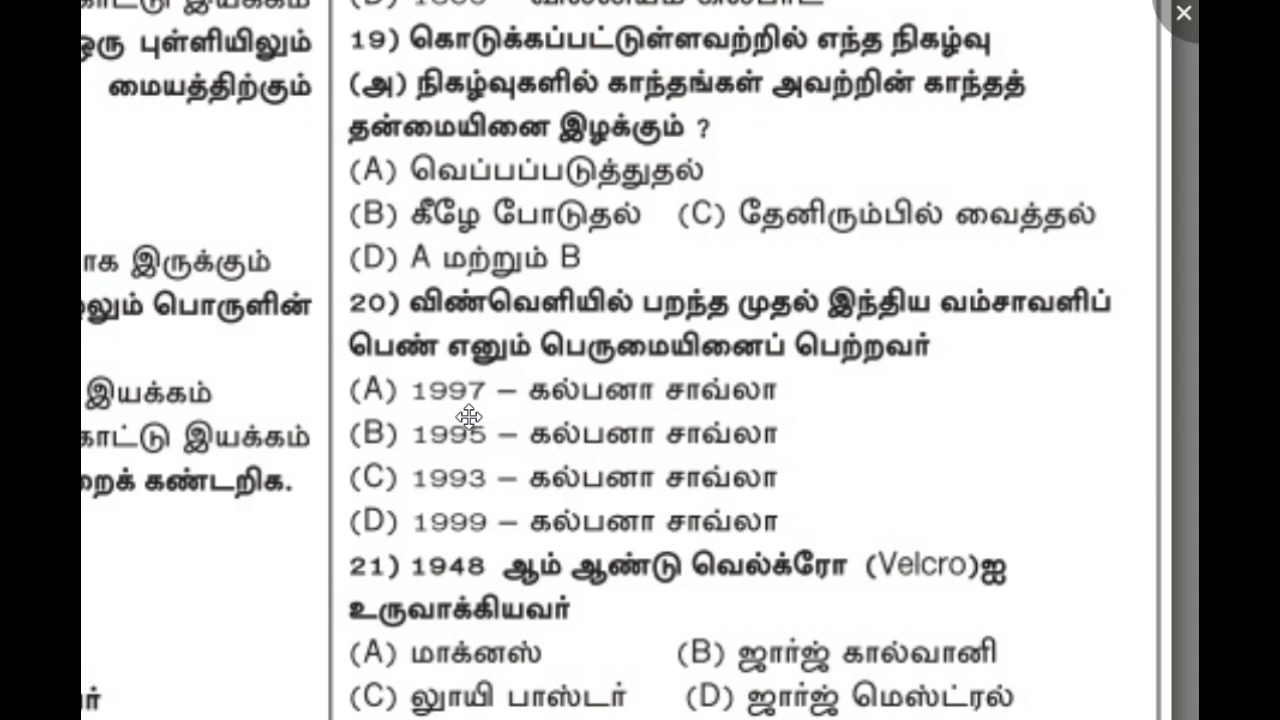 ஒரு புள்ளியிலும்
மையத்திற்கும்
இருக்கும்
பொருளின்
இயக்கம்
இயக்கம்
கண்டறிக.
19) கொடுக்கப்பட்டுள்ளவற்றில் எந்த நிகழ்வு
(அ) நிகழ்வுகளில் காந்தங்கள் அவற்றின் காந்தத்
தன்மையினை இழக்கும் ?
(A) வெப்பப்படுத்துதல்
(B) கீழே போடுதல் (C) தேனிரும்பில் வைத்தல்
(D) A மற்றும் B
20) விண்வெளியில் பறந்த முதல் இந்திய வம்சாவளிப்
பெண் எனும் பெருமையினைப் பெற்றவர்
(A) 1997 – கல்பனா சாவ்லா
(B) 1995 – கல்பனா சாவ்லா
(C) 1993 – கல்பனா சாவ்லா
(D) 1999 – கல்பனா சாவ்லா
21) 1948 ஆம் ஆண்டு வெல்க்ரோ (Velcro)ஐ
உருவாக்கியவர்
(A) மாக்னஸ் (B) ஜார்ஜ் கால்வானி
(C) லூயி பாஸ்டர் (D) ஜார்ஜ் மெஸ்ட்ரல்